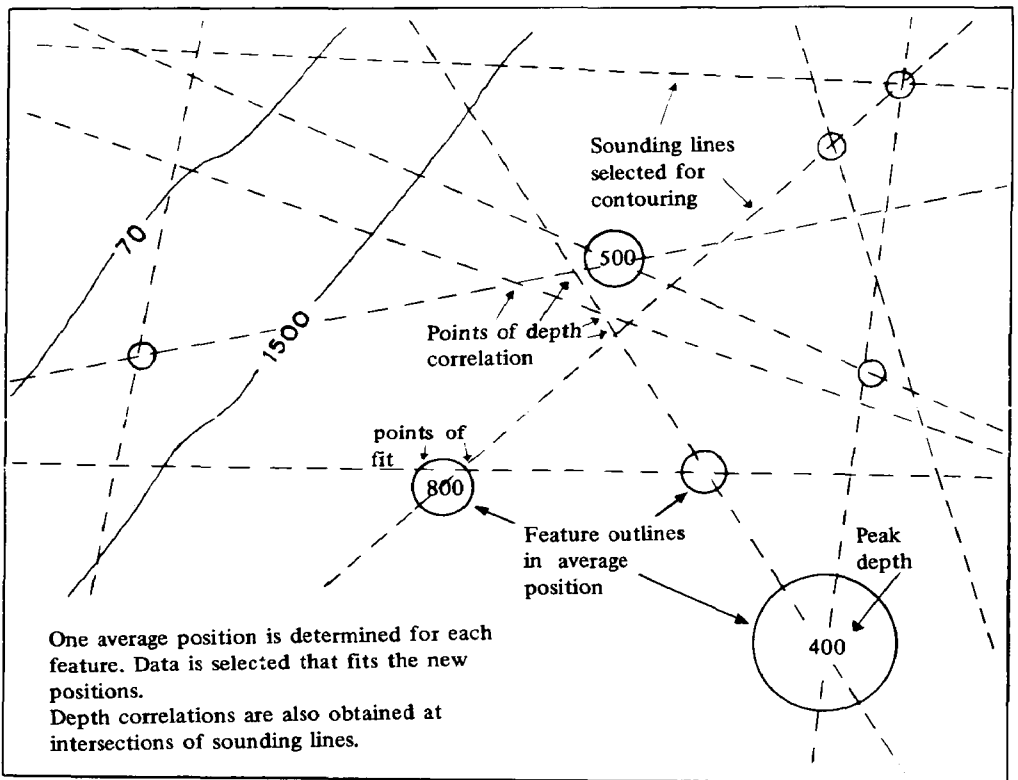 Sounding lines
selected for
contouring
70
500
1500
Points of depth
correlation
points of
fit
800
Feature outlines
in average
position
Peak
depth
400
One average position is determined for each
feature. Data is selected that fits the new
positions.
Depth correlations are also obtained at
intersections of sounding lines.